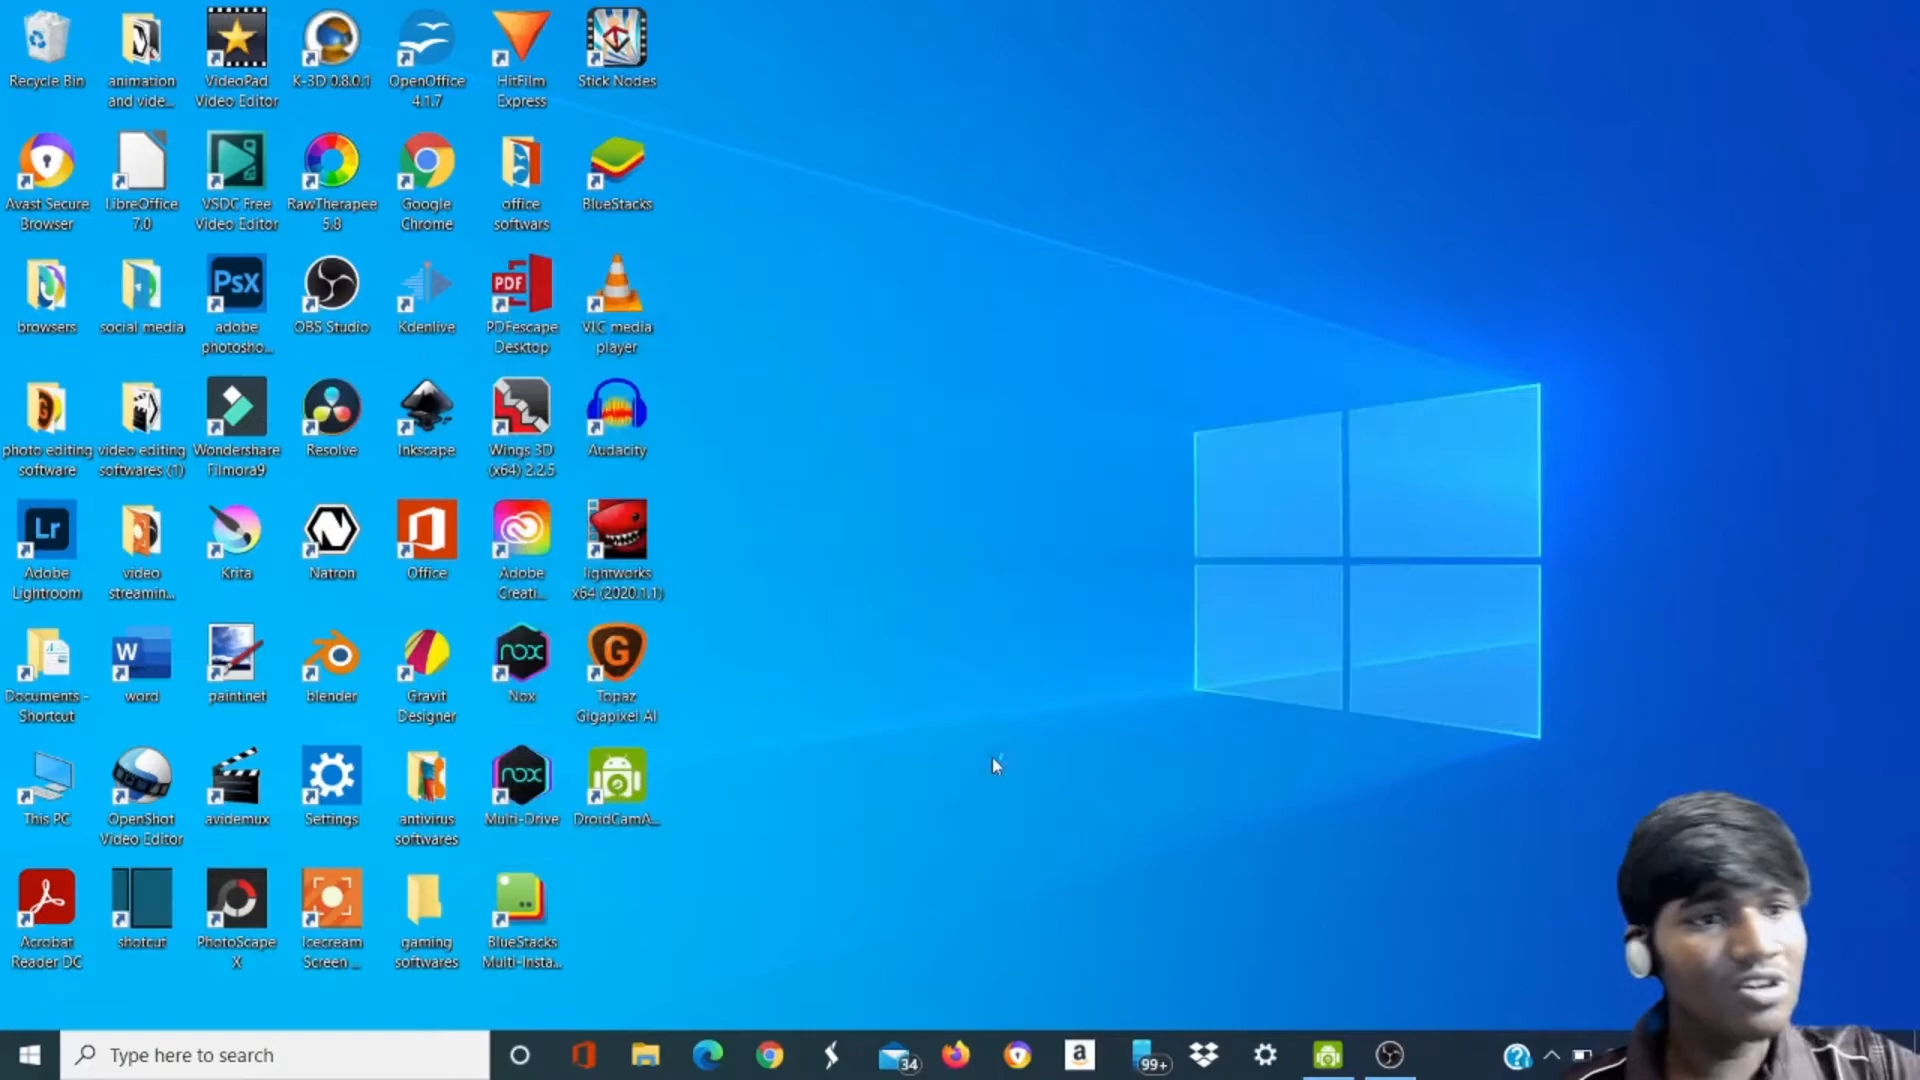 Recycle Bin
animation
and vide...
VideoPad
Video Editor
K-3D 0.8.0.1
OpenOffice
4.1.7
HitFilm
Express
Stick Nodes
Avast Secure
Browser
LibreOffice
7.0
VSDC Free
Video Editor
RawTherapee
5.8
Google
Chrome
office
softwars
BlueStacks
browsers
social media
PsX
adobe
photosho...
OBS Studio
Kdenlive
PDF
PDFescape
Desktop
VLC media
player
photo editing
software
video editing
softwares (1)
Wondershare
Filmora9
Resolve
Inkscape
Wings 3D
(x64) 2.2.5
Audacity
Lr
Adobe
Lightroom
video
streamin...
Krita
Natron
Office
Adobe
Creati...
lightworks
x64 (2020.1.1)
Documents -
Shortcut
W
word
paint.net
blender
Gravit
Designer
nox
Nox
G
Topaz
Gigapixel AI
This PC
OpenShot
Video Editor
avidemux
Settings
antivirus
softwares
nox
Multi-Drive
DroidCamA...
Acrobat
Reader DC
shotcut
PhotoScape
X
Icecream
Screen ...
gaming
softwares
BlueStacks
Multi-Insta...
Type here to search
34
a
99+